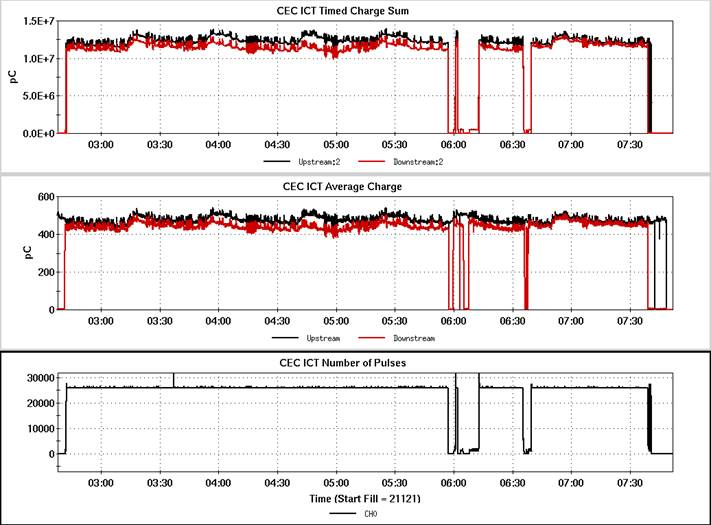 CEC ICT Timed Charge Sum
1.5E+7
1.0E+7
5.0E+6
0.0E+0
pC
03:00 03:30 04:00 04:30 05:00 05:30 06:00 06:30 07:00 07:30
Upstream:2 Downstream:2
CEC ICT Average Charge
600
400
200
0
pC
03:00 03:30 04:00 04:30 05:00 05:30 06:00 06:30 07:00 07:30
Upstream Downstream
CEC ICT Number of Pulses
30000
20000
10000
0
03:00 03:30 04:00 04:30 05:00 05:30 06:00 06:30 07:00 07:30
Time (Start Fill = 21121)
CH0